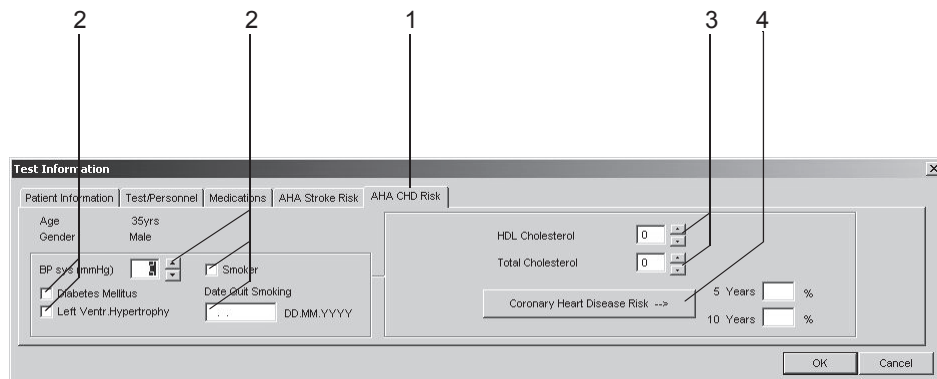 2 2 1 3 4
Test Information
Patient Information Test/Personnel Medications AHA Stroke Risk AHA CHD Risk
Age 35yrs
Gender Male
BP sys (mmHg) Smoker
Diabetes Mellitus Date Quit Smoking
Left Ventr.Hypertrophy . . DD.MM.YYYY
HDL Cholesterol 0
Total Cholesterol 0
Coronary Heart Disease Risk -->
5 Years %
10 Years %
OK Cancel